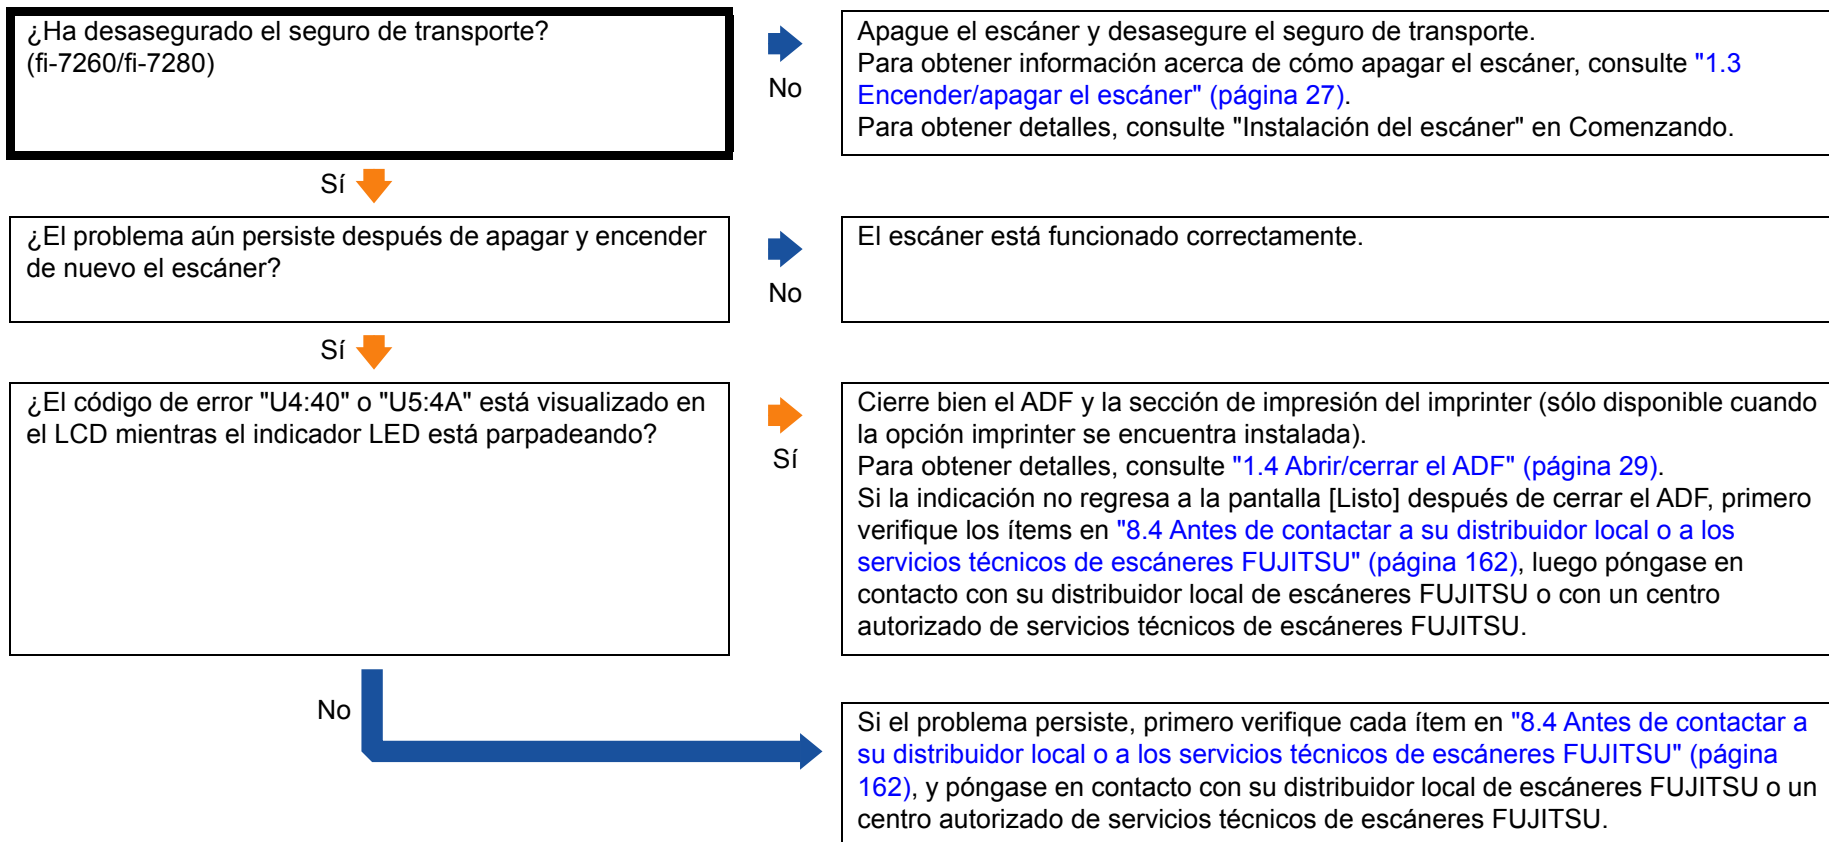 ¿Ha desasegurado el seguro de transporte?
(fi-7260/fi-7280)
No
Apague el escáner y desasegure el seguro de transporte.
Para obtener información acerca de cómo apagar el escáner, consulte "1.3
Encender/apagar el escáner" (página 27).
Para obtener detalles, consulte "Instalación del escáner" en Comenzando.
Sí
¿El problema aún persiste después de apagar y encender
de nuevo el escáner?
No
El escáner está funcionado correctamente.
Sí
¿El código de error "U4:40" o "U5:4A" está visualizado en
el LCD mientras el indicador LED está parpadeando?
Sí
Cierre bien el ADF y la sección de impresión del imprinter (sólo disponible cuando
la opción imprinter se encuentra instalada).
Para obtener detalles, consulte "1.4 Abrir/cerrar el ADF" (página 29).
Si la indicación no regresa a la pantalla [Listo] después de cerrar el ADF, primero
verifique los ítems en "8.4 Antes de contactar a su distribuidor local o a los
servicios técnicos de escáneres FUJITSU" (página 162), luego póngase en
contacto con su distribuidor local de escáneres FUJITSU o con un centro
autorizado de servicios técnicos de escáneres FUJITSU.
No
Si el problema persiste, primero verifique cada ítem en "8.4 Antes de contactar a
su distribuidor local o a los servicios técnicos de escáneres FUJITSU" (página
162), y póngase en contacto con su distribuidor local de escáneres FUJITSU o un
centro autorizado de servicios técnicos de escáneres FUJITSU.